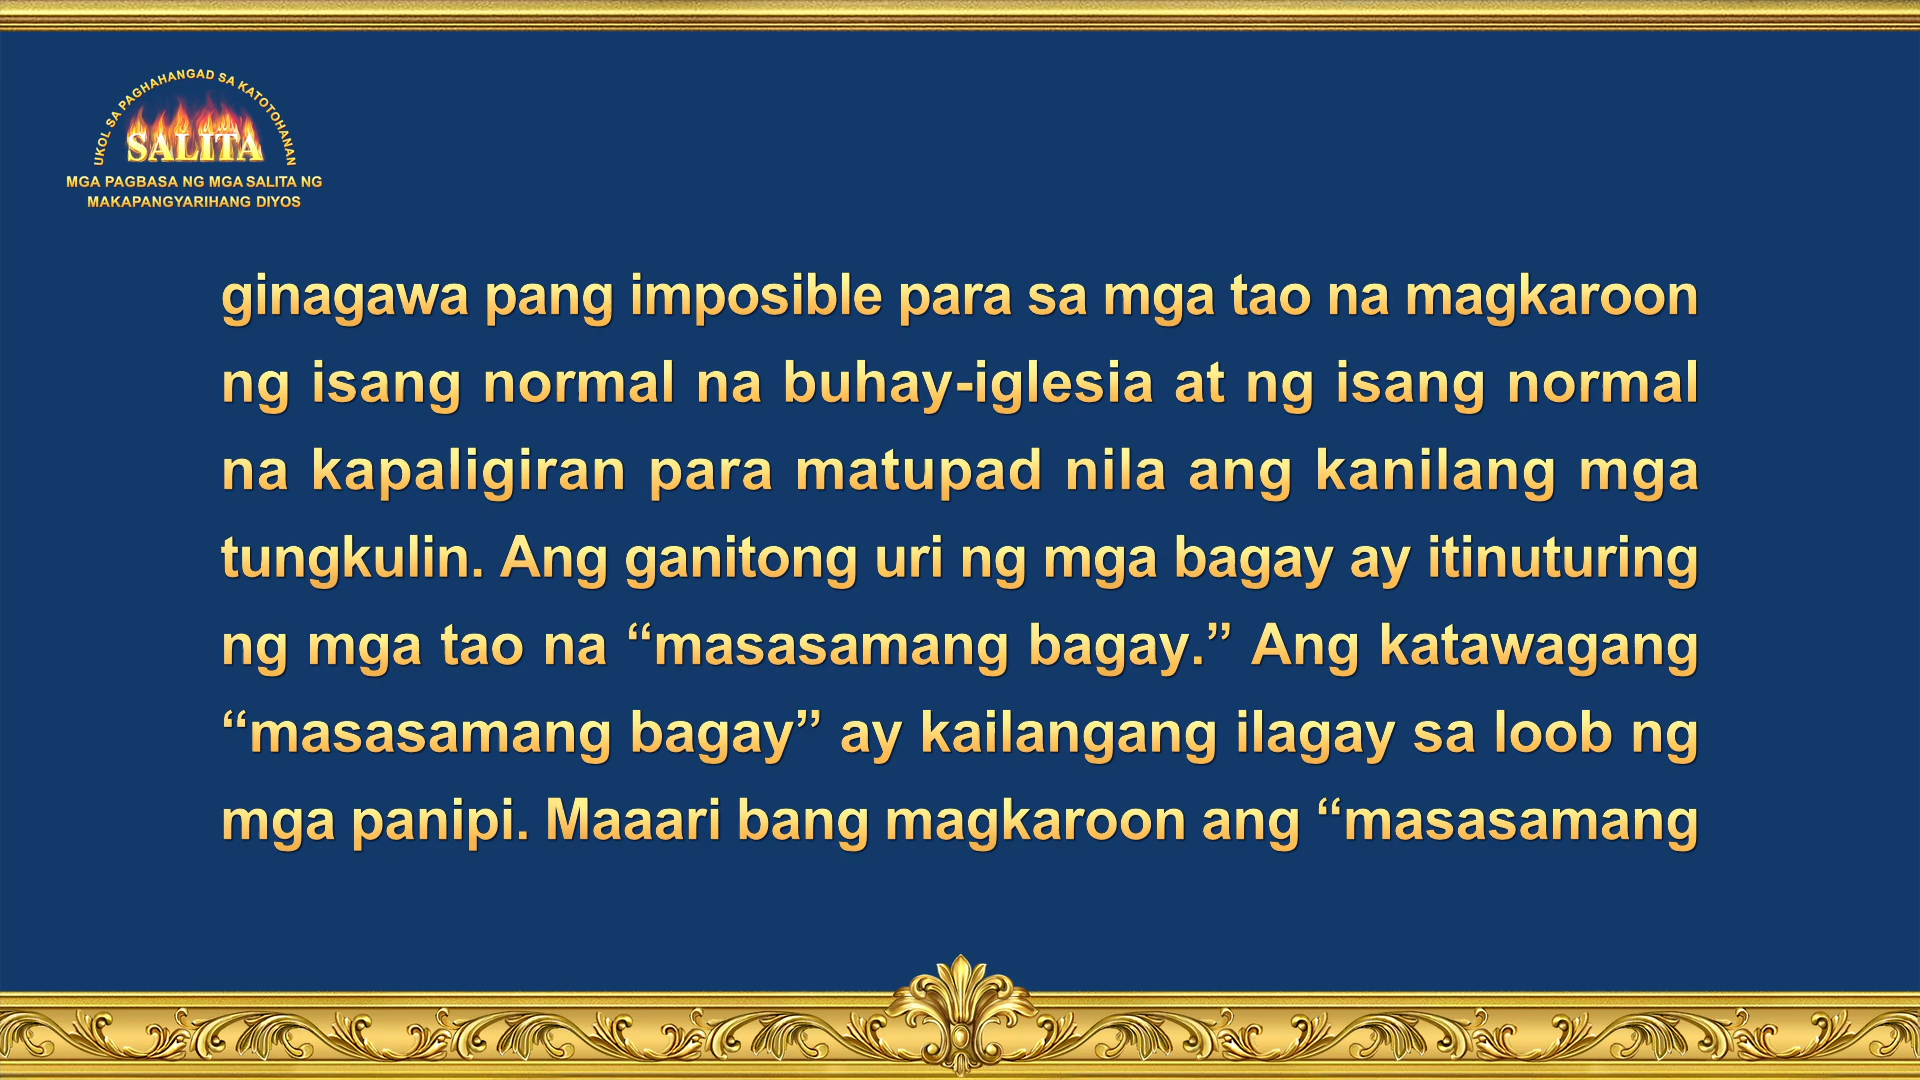 UKOL SA PAGHAHANGAD SA KATOTOHANAN
SALITA
MGA PAGBASA NG MGA SALITA NG
MAKAPANGYARIHANG DIYOS
ginagawa pang imposible para sa mga tao na magkaroon
ng isang normal na buhay-iglesia at ng isang normal
na kapaligiran para matupad nila ang kanilang mga
tungkulin. Ang ganitong uri ng mga bagay ay itinuturing
ng mga tao na “masasamang bagay.” Ang katawagang
“masasamang bagay” ay kailangang ilagay sa loob ng
mga panipi. Maaari bang magkaroon ang “masasamang